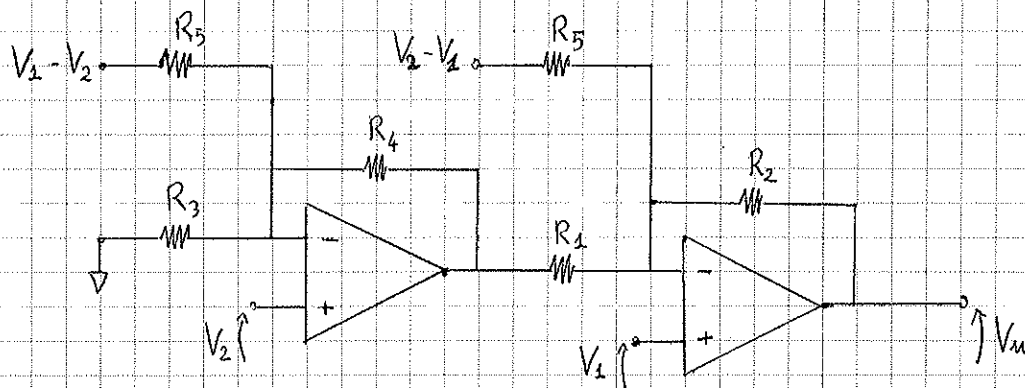 R5
V1-V2
R5
V2-V1
R4
R3
R2
R1
-
+
V2
-
+
V1
Vu